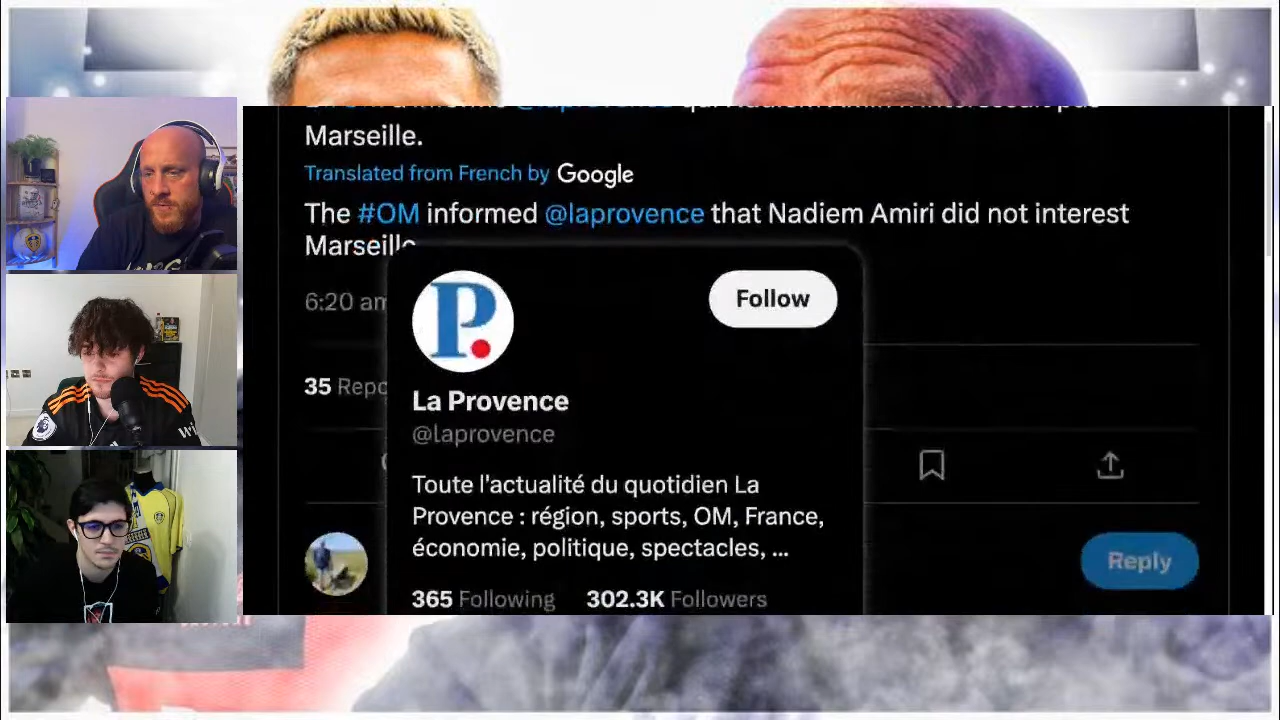 @laprovence
Marseille.
Translated from French by Google
The #OM informed @laprovence that Nadiem Amiri did not interest
Marseille
6:20 am
Follow
P.
35 Repo
La Provence
@laprovence
Toute l'actualité du quotidien La
Provence : région, sports, OM, France,
économie, politique, spectacles, ...
Reply
365 Following 302.3K Followers